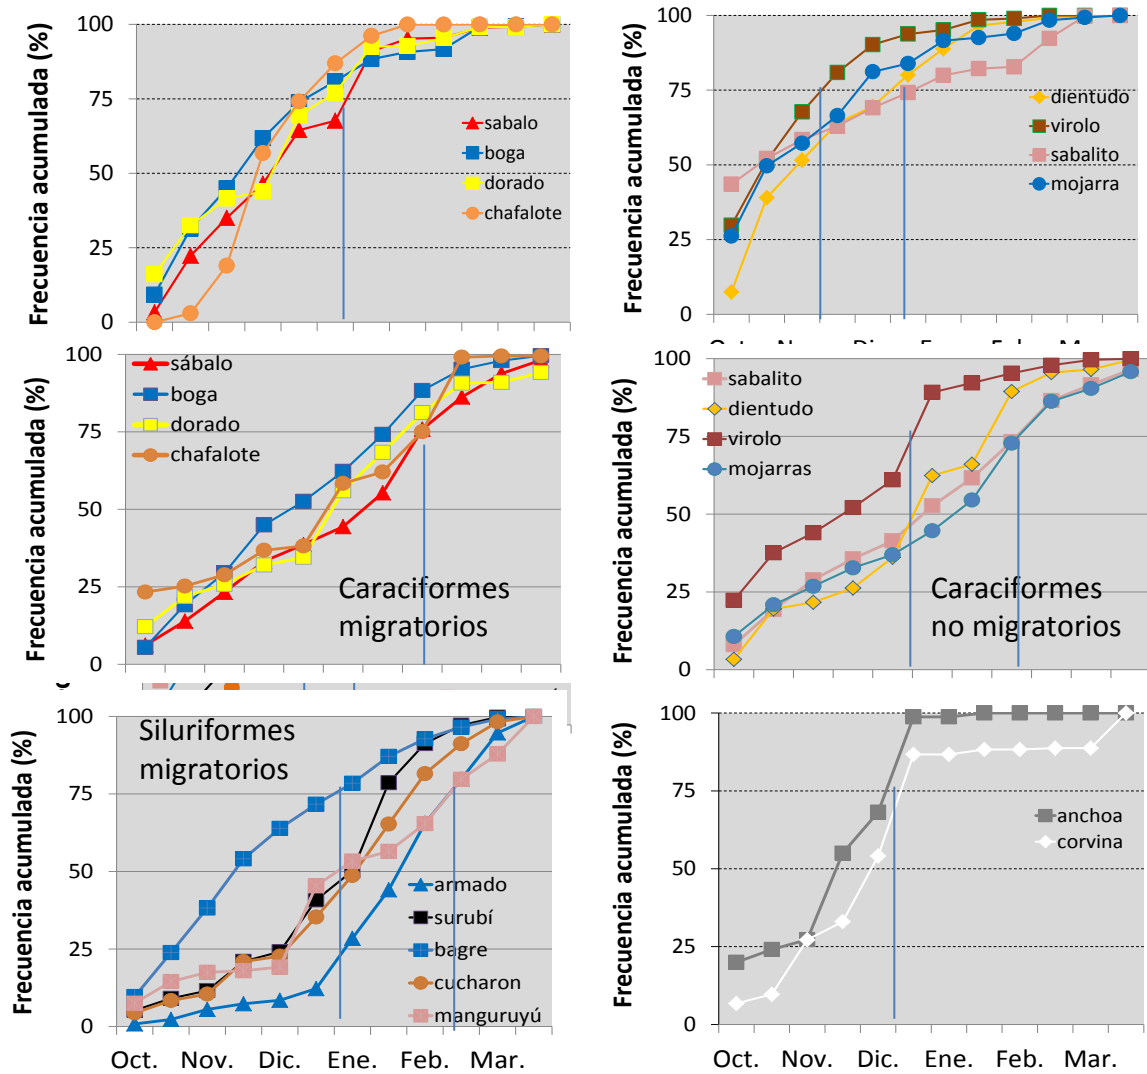 Frecuencia acumulada (%)
100
75
50
25
0
sabalo
boga
dorado
chafalote
Frecuencia acumulada (%)
100
75
50
25
0
dientudo
virolo
sabalito
mojarra
Frecuencia acumulada (%)
100
75
50
25
0
sábalo
boga
dorado
chafalote
Caraciformes
migratorios
Frecuencia acumulada (%)
100
75
50
25
0
sabalito
dientudo
virolo
mojarras
Caraciformes
no migratorios
Frecuencia acumulada (%)
100
75
50
25
0
Siluriformes
migratorios
armado
surubí
bagre
cucharon
manguruyú
Oct. Nov. Dic. Ene. Feb. Mar.
Frecuencia acumulada (%)
100
75
50
25
0
anchoa
corvina
Oct. Nov. Dic. Ene. Feb. Mar.